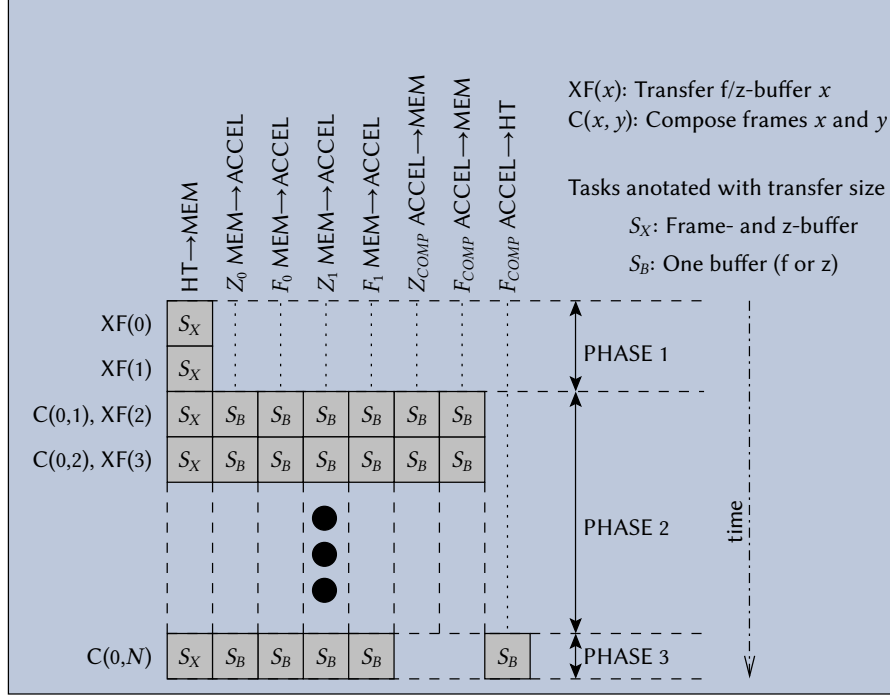 HT→MEM
Z₀ MEM→ACCEL
F₀ MEM→ACCEL
Z₁ MEM→ACCEL
F₁ MEM→ACCEL
Z_COMP ACCEL→MEM
F_COMP ACCEL→MEM
F_COMP ACCEL→HT
XF(x): Transfer f/z-buffer x
C(x, y): Compose frames x and y
Tasks anotated with transfer size
S_X: Frame- and z-buffer
S_B: One buffer (f or z)
XF(0) S_X
XF(1) S_X
PHASE 1
C(0,1), XF(2) S_X S_B S_B S_B S_B S_B S_B
C(0,2), XF(3) S_X S_B S_B S_B S_B S_B S_B
PHASE 2
time
C(0,N) S_X S_B S_B S_B S_B S_B PHASE 3